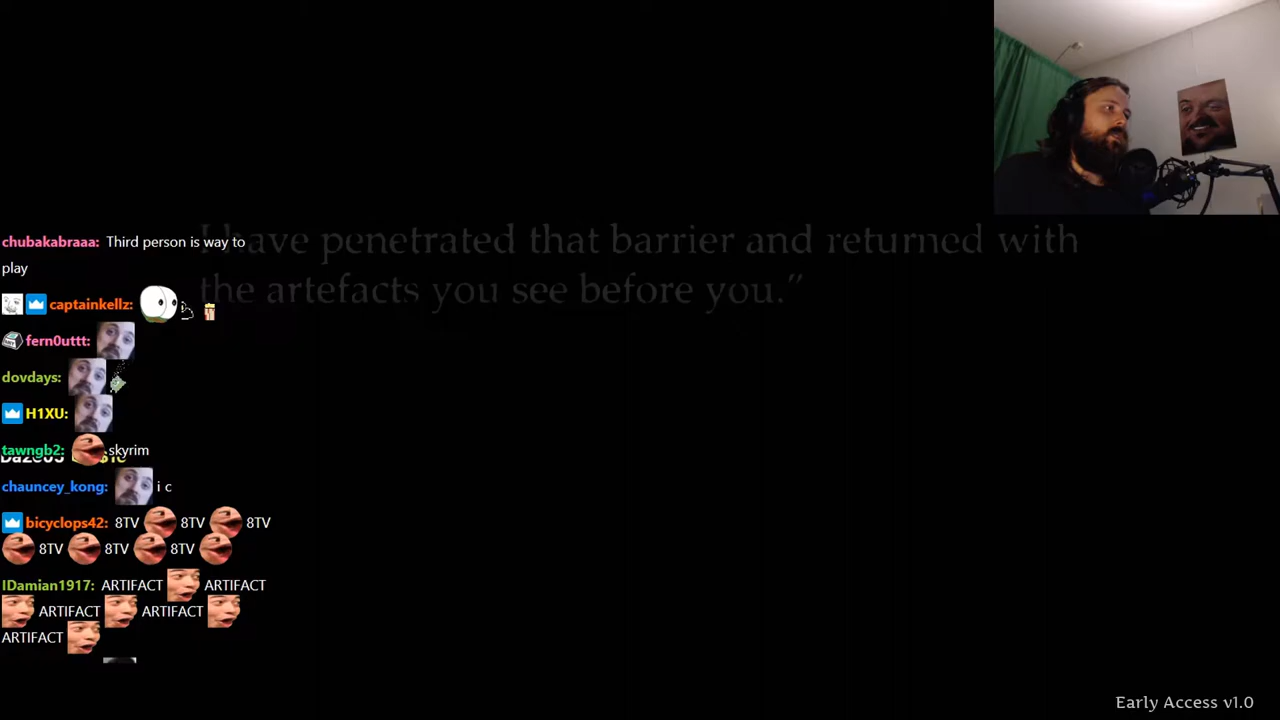 chubakabraaa: Third person is way to
play
I have penetrated that barrier and returned with
the artefacts you see before you.”
captainkellz:
fern0uttt:
dovdays:
H1XU:
tawngb2: skyrim
chauncey_kong: i c
bicyclops42: 8TV 8TV 8TV
8TV 8TV 8TV
IDamian1917: ARTIFACT ARTIFACT
ARTIFACT ARTIFACT
ARTIFACT
Early Access v1.0